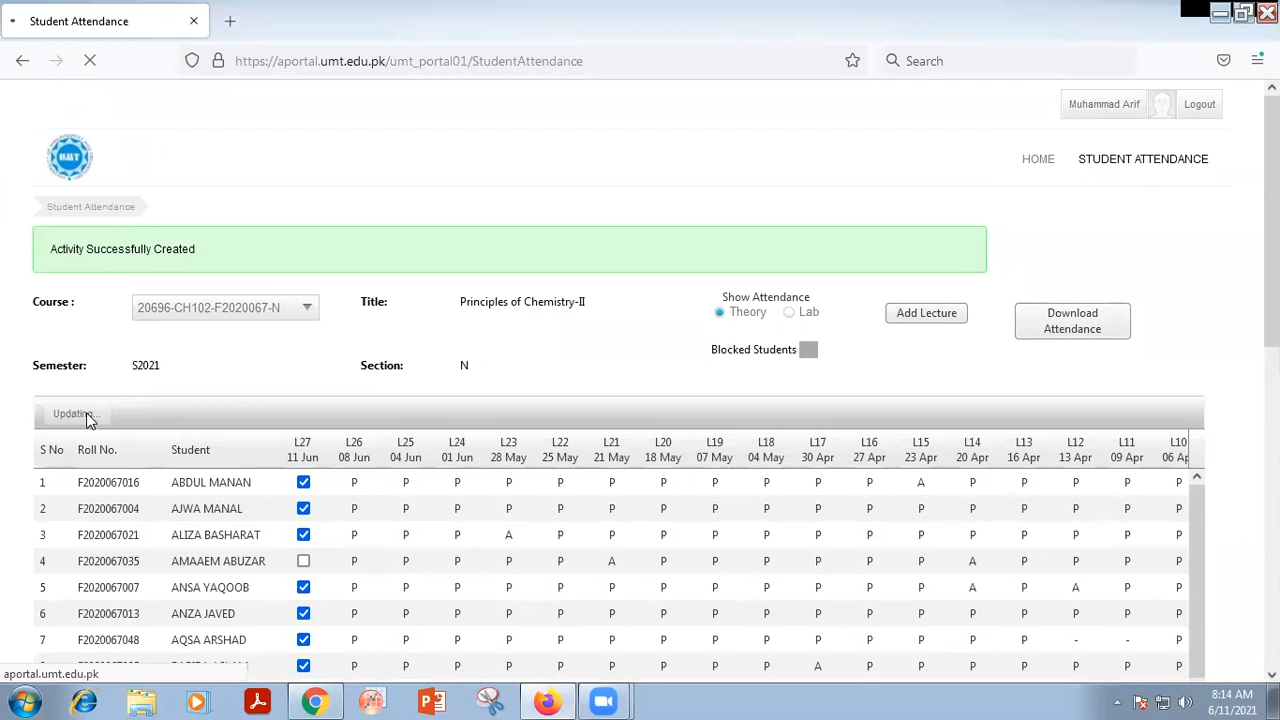 Student Attendance
https://aportal.umt.edu.pk/umt_portal01/StudentAttendance
Search
Muhammad Arif
Logout
UMT
HOME
STUDENT ATTENDANCE
Student Attendance
Activity Successfully Created
Course :
20696-CH102-F2020067-N
Title:
Principles of Chemistry-II
Show Attendance
Theory Lab
Add Lecture
Download
Attendance
Blocked Students
Semester:
S2021
Section:
N
Updating...
S No Roll No. Student L27 L26 L25 L24 L23 L22 L21 L20 L19 L18 L17 L16 L15 L14 L13 L12 L11 L10
11 Jun 08 Jun 04 Jun 01 Jun 28 May 25 May 21 May 18 May 07 May 04 May 30 Apr 27 Apr 23 Apr 20 Apr 16 Apr 13 Apr 09 Apr 06 Ap
1 F2020067016 ABDUL MANAN P P P P P P P P P P P A P P P P P
2 F2020067004 AJWA MANAL P P P P P P P P P P P P P P P P P
3 F2020067021 ALIZA BASHARAT P P P A P P P P P P P P P P P P P
4 F2020067035 AMAAEM ABUZAR P P P P P A P P P P P P A P P P P
5 F2020067007 ANSA YAQOOB P P P P P P P P P P P P A P A P P
6 F2020067013 ANZA JAVED P P P P P P P P P P P P P P P P P
7 F2020067048 AQSA ARSHAD P P P P P P P P P P P P P P - - P
P P P P P P P P P A P P P P P P P
aportal.umt.edu.pk
8:14 AM
6/11/2021